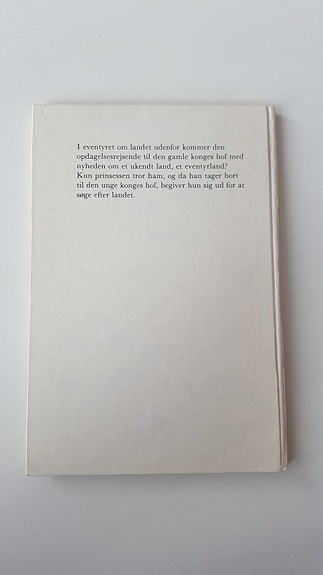 I eventyret om landet udenfor kommer den
opdagelsesrejsende til den gamle konges hof med
nyheden om et ukendt land, et eventyrland?
Kun prinsessen tror ham, og da han tager bort
til den unge konges hof, begiver hun sig ud for at
søge efter landet.